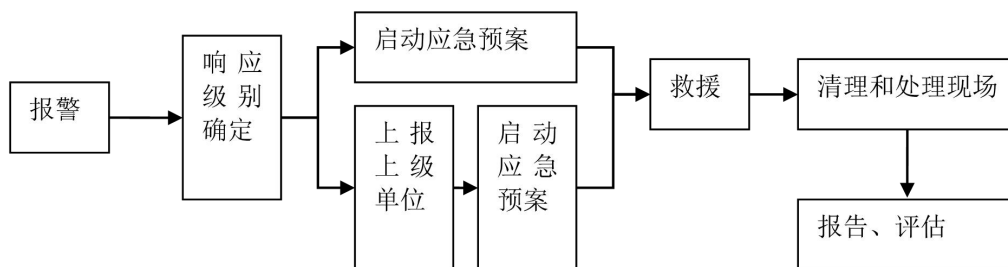 报警
响应
级别
确定
启动应急预案
上报
上级
单位
启动
应急
预案
救援
清理和处理现场
报告、评估